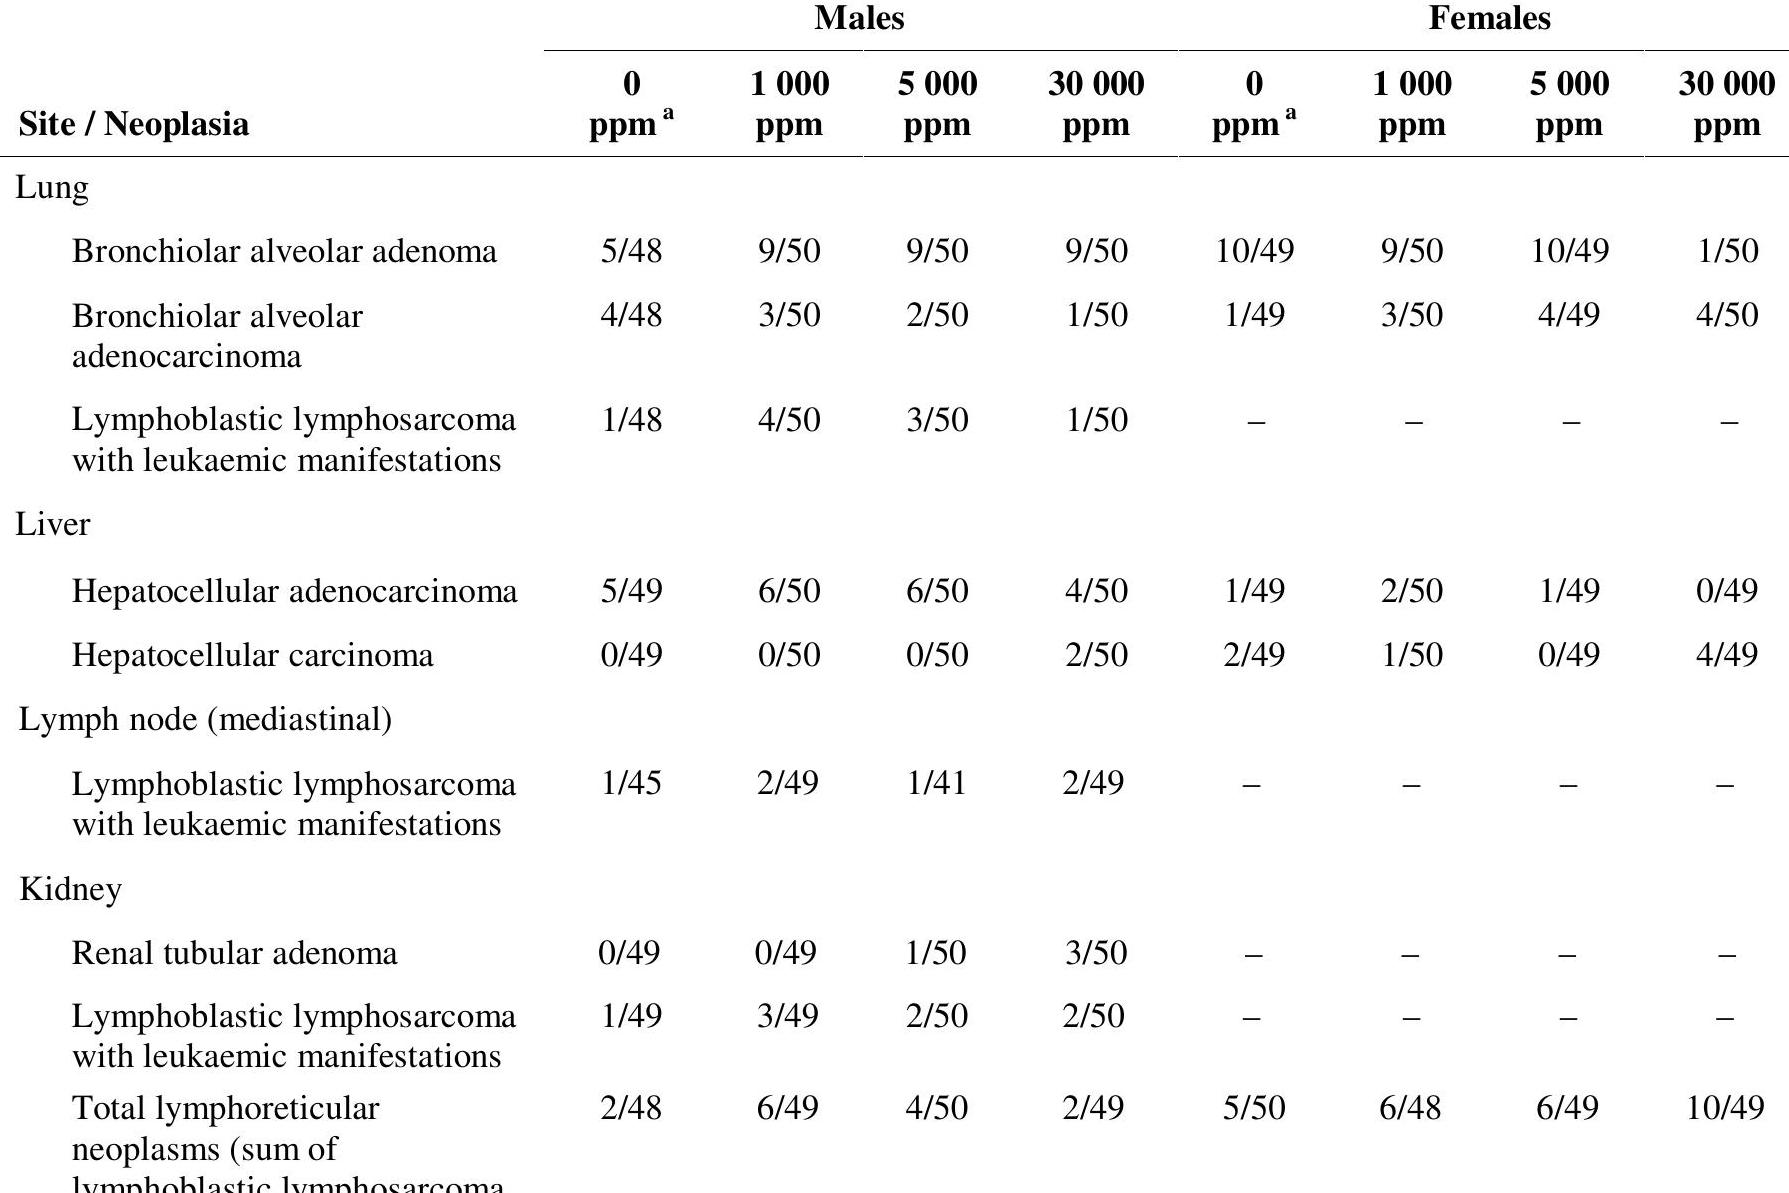 Males Females
0 1 000 5 000 30 000 0 1 000 5 000 30 000
Site / Neoplasia ppm a ppm ppm ppm ppm a ppm ppm ppm
Lung
Bronchiolar alveolar adenoma 5/48 9/50 9/50 9/50 10/49 9/50 10/49 1/50
Bronchiolar alveolar 4/48 3/50 2/50 1/50 1/49 3/50 4/49 4/50
adenocarcinoma
Lymphoblastic lymphosarcoma 1/48 4/50 3/50 1/50 – – – –
with leukaemic manifestations
Liver
Hepatocellular adenocarcinoma 5/49 6/50 6/50 4/50 1/49 2/50 1/49 0/49
Hepatocellular carcinoma 0/49 0/50 0/50 2/50 2/49 1/50 0/49 4/49
Lymph node (mediastinal)
Lymphoblastic lymphosarcoma 1/45 2/49 1/41 2/49 – – – –
with leukaemic manifestations
Kidney
Renal tubular adenoma 0/49 0/49 1/50 3/50 – – – –
Lymphoblastic lymphosarcoma 1/49 3/49 2/50 2/50 – – – –
with leukaemic manifestations
Total lymphoreticular 2/48 6/49 4/50 2/49 5/50 6/48 6/49 10/49
neoplasms (sum of
lymphoblastic lymphosarcoma